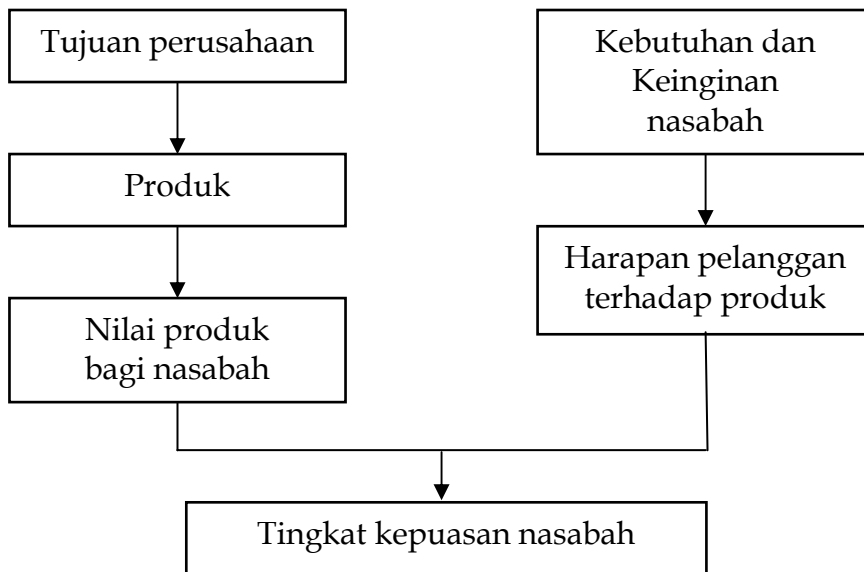 Tujuan perusahaan
Produk
Nilai produk
bagi nasabah
Kebutuhan dan
Keinginan
nasabah
Harapan pelanggan
terhadap produk
Tingkat kepuasan nasabah